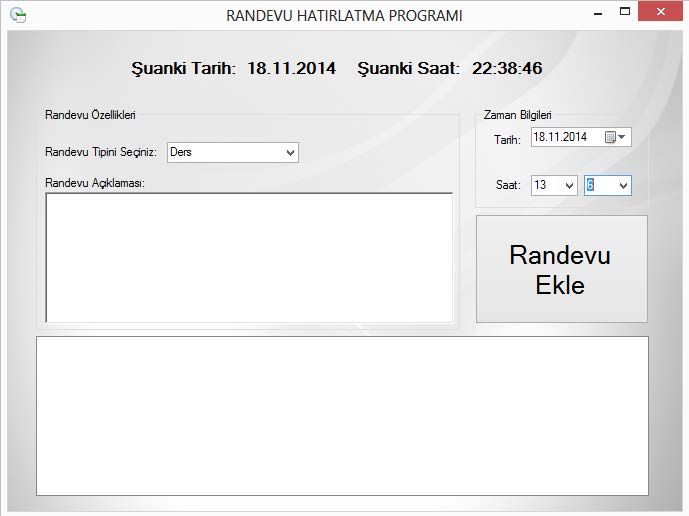 RANDEVU HATIRLATMA PROGRAMI
Şuanki Tarih: 18.11.2014 Şuanki Saat: 22:38:46
Randevu Özellikleri
Randevu Tipini Seçiniz: Ders
Randevu Açıklaması:
Zaman Bilgileri
Tarih: 18.11.2014
Saat: 13 6
Randevu
Ekle